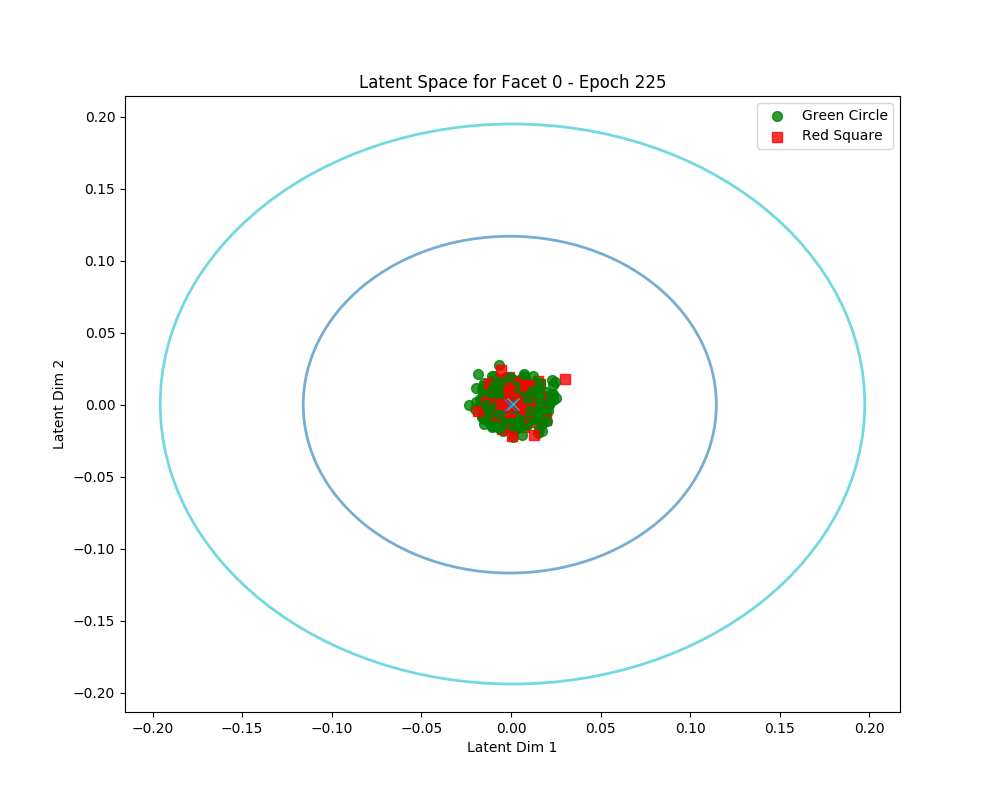 Latent Space for Facet 0 - Epoch 225
Green Circle
Red Square
0.20
0.15
0.10
0.05
0.00
−0.05
−0.10
−0.15
−0.20
Latent Dim 2
−0.20 −0.15 −0.10 −0.05 0.00 0.05 0.10 0.15 0.20
Latent Dim 1